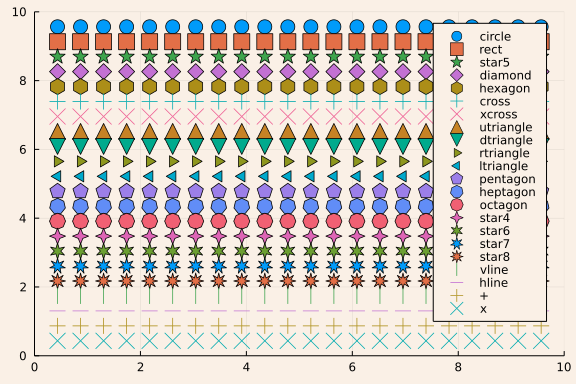 10
8
6
4
2
0
0
2
4
6
8
10
circle
rect
star5
diamond
hexagon
cross
xcross
utriangle
dtriangle
rtriangle
ltriangle
pentagon
heptagon
octagon
star4
star6
star7
star8
vline
hline
+
x